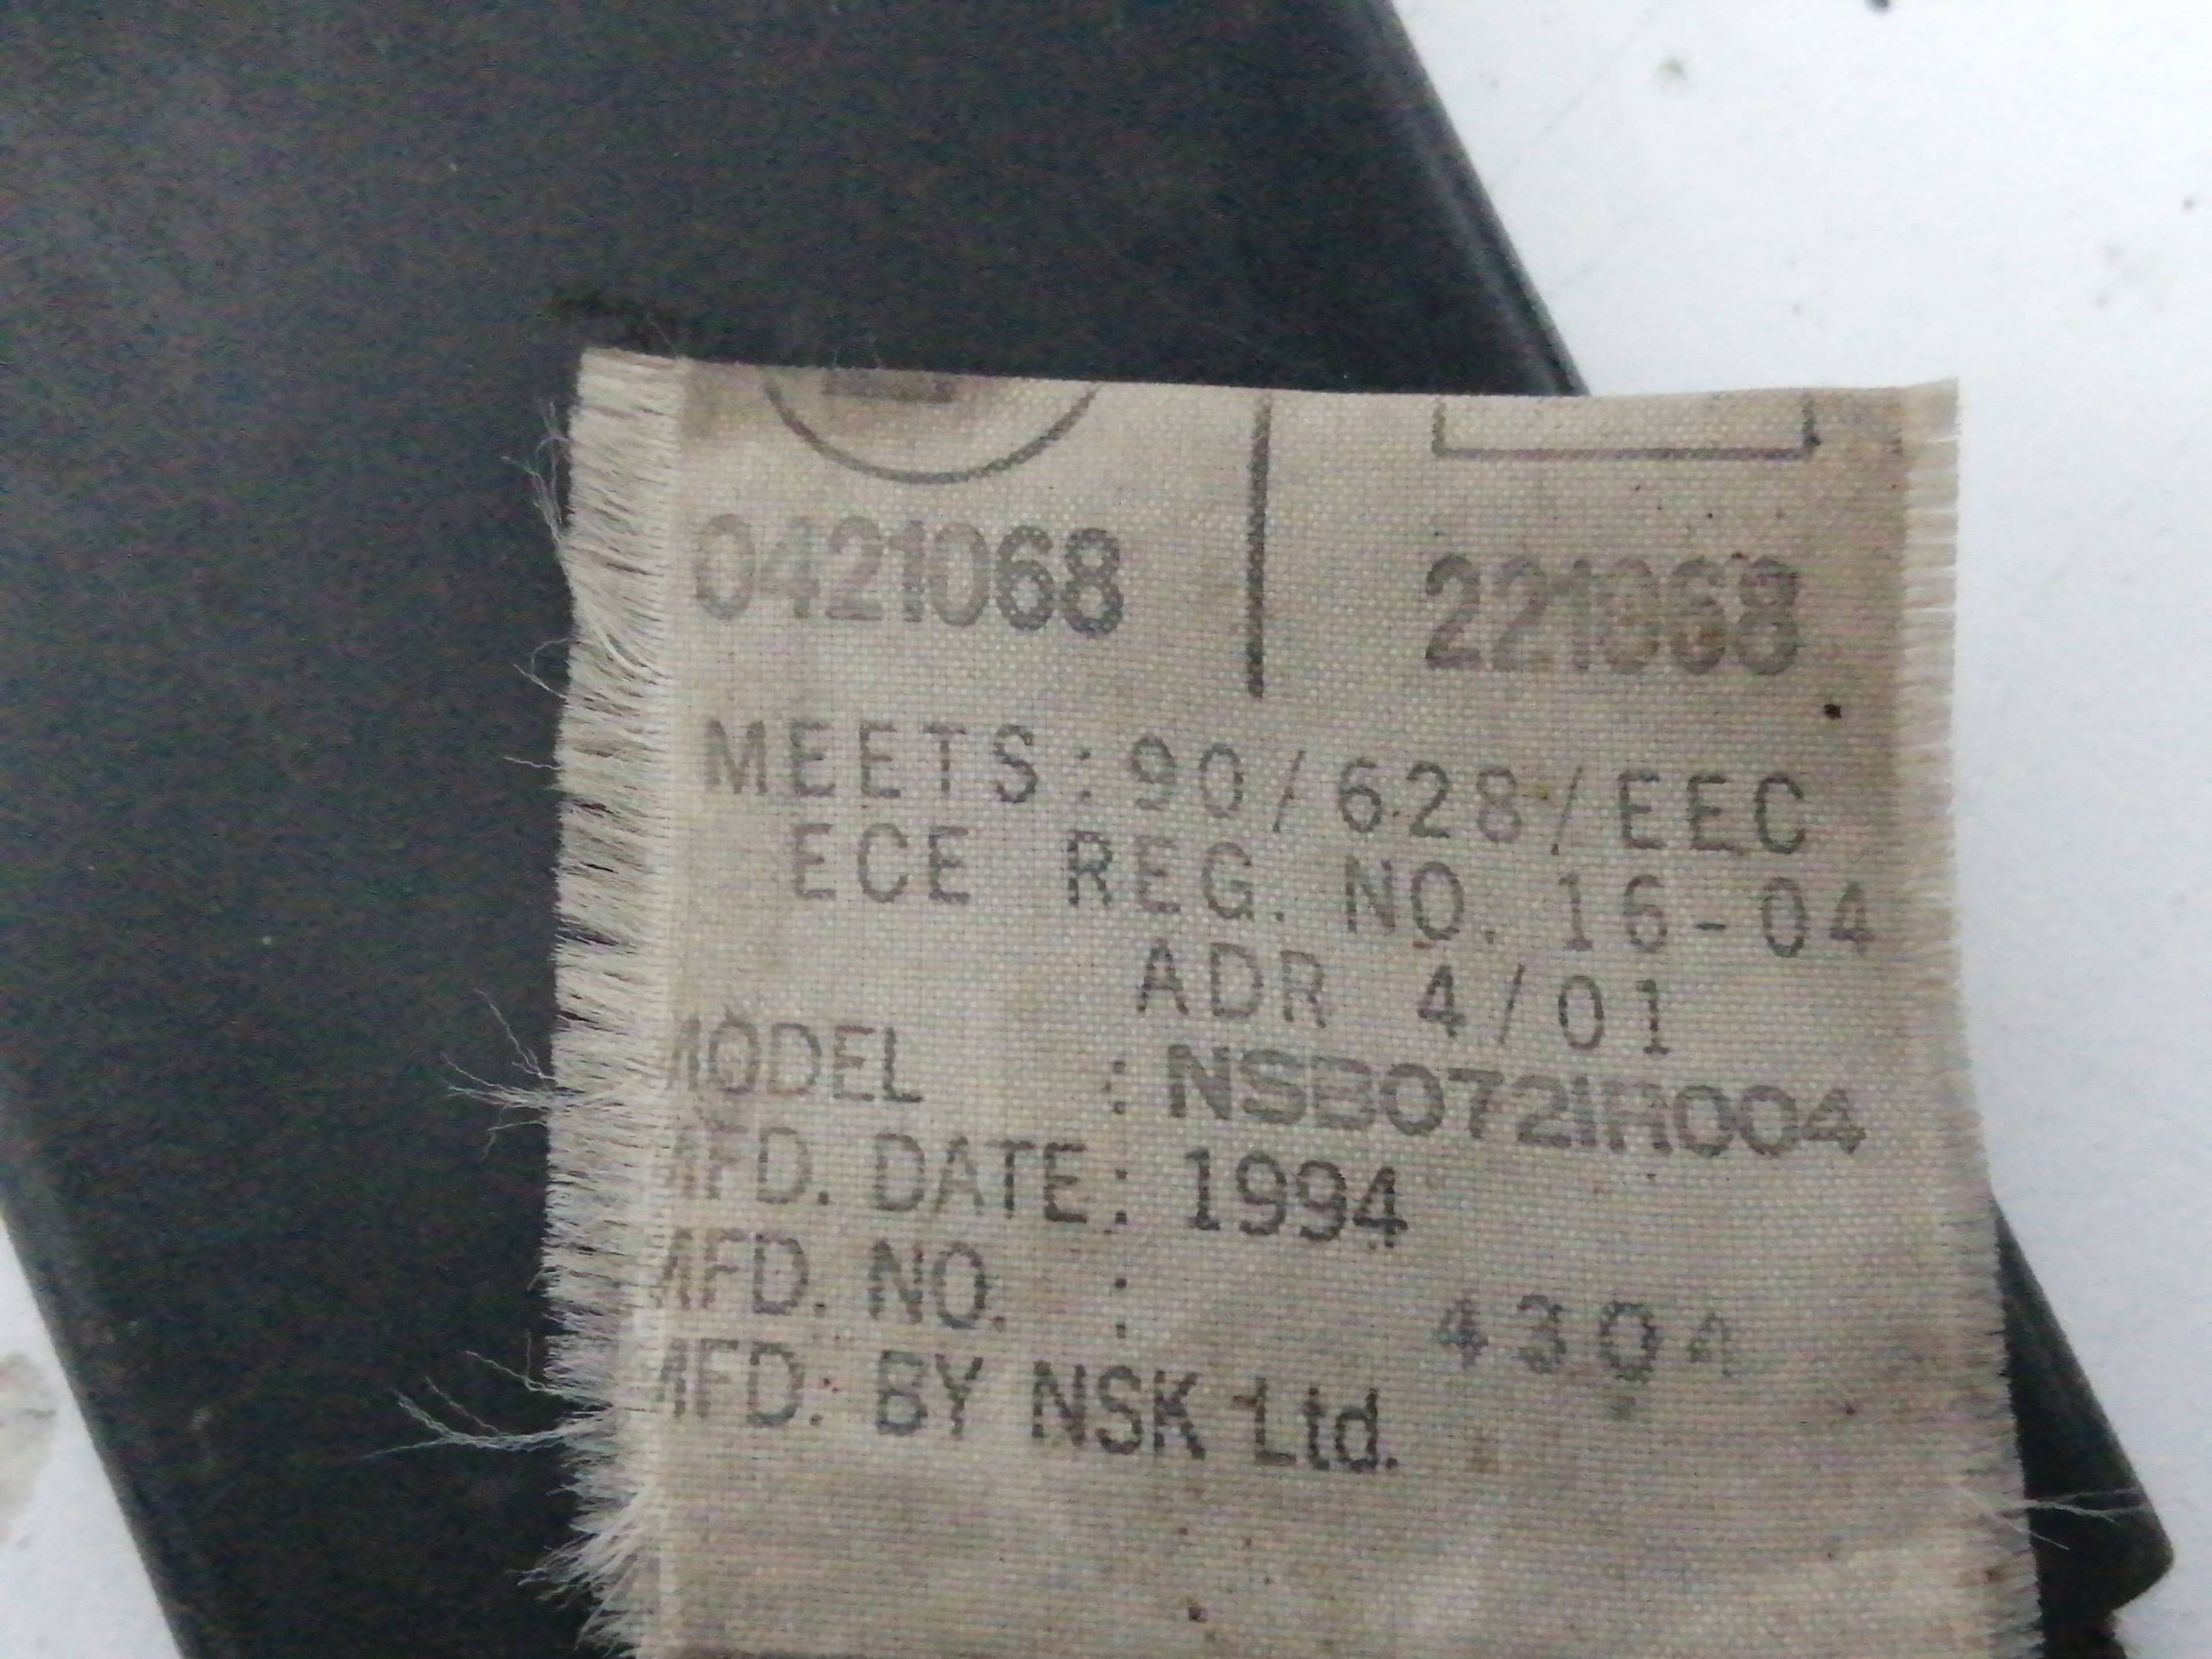 0421068 221068
MEETS: 90/628/EEC
ECE REG. NO. 16-04
ADR 4/01
MODEL : NSB072IR004
MFD. DATE: 1994
MFD. NO. :
MFD. BY NSK Ltd.